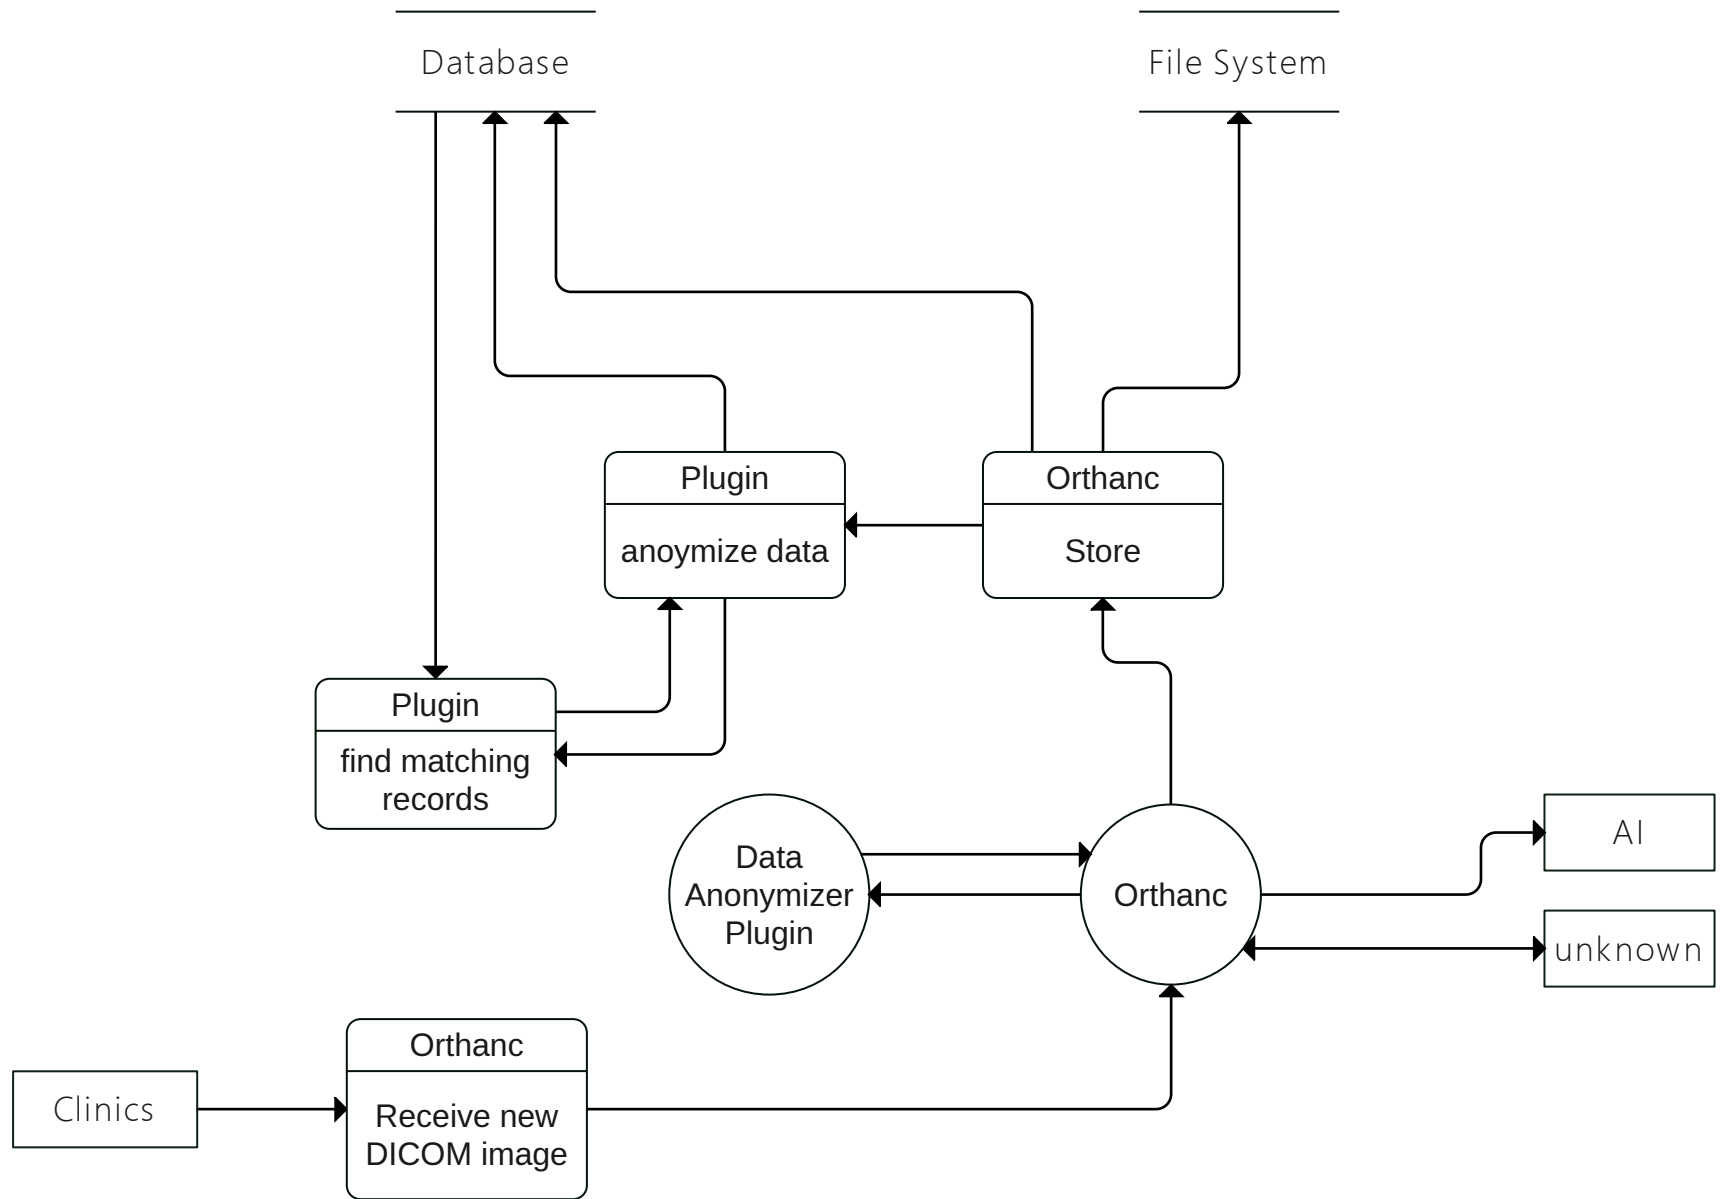 Database
File System
Plugin
anoymize data
Orthanc
Store
Plugin
find matching
records
Data
Anonymizer
Plugin
Orthanc
AI
unknown
Clinics
Orthanc
Receive new
DICOM image